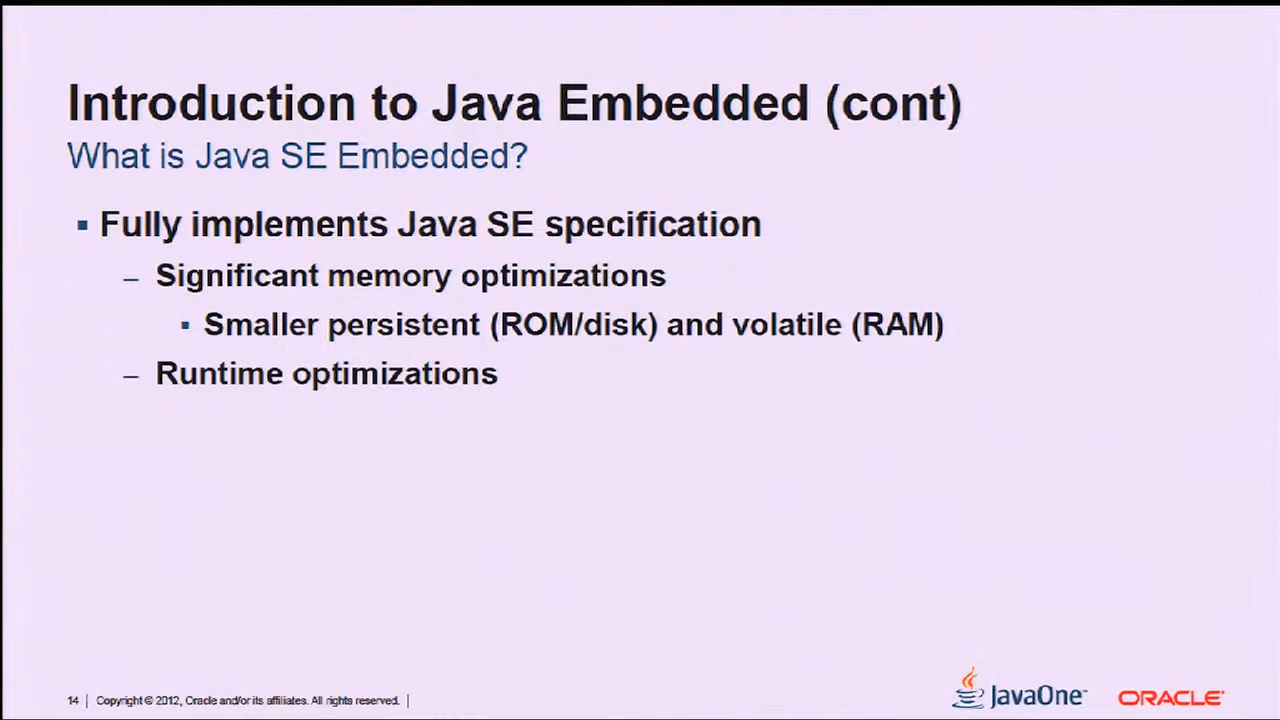 Introduction to Java Embedded (cont)
What is Java SE Embedded?
▪ Fully implements Java SE specification
– Significant memory optimizations
▪ Smaller persistent (ROM/disk) and volatile (RAM)
– Runtime optimizations
14 | Copyright © 2012, Oracle and/or its affiliates. All rights reserved. |
JavaOne™
ORACLE®